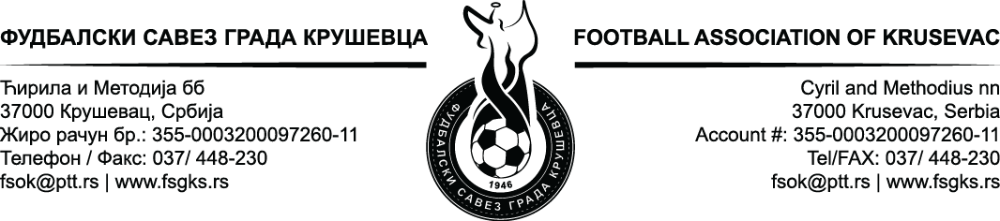 ФУДБАЛСКИ САВЕЗ ГРАДА КРУШЕВЦА
Ћирила и Методија бб
37000 Крушевац, Србија
Жиро рачун бр.: 355-0003200097260-11
Телефон / Факс: 037/ 448-230
fsok@ptt.rs | www.fsgks.rs
ФУДБАЛСКИ САВЕЗ ГРАДА КРУШЕВЦА
1946
FOOTBALL ASSOCIATION OF KRUSEVAC
Cyril and Methodius nn
37000 Krusevac, Serbia
Account #: 355-0003200097260-11
Tel/FAX: 037/ 448-230
fsok@ptt.rs | www.fsgks.rs